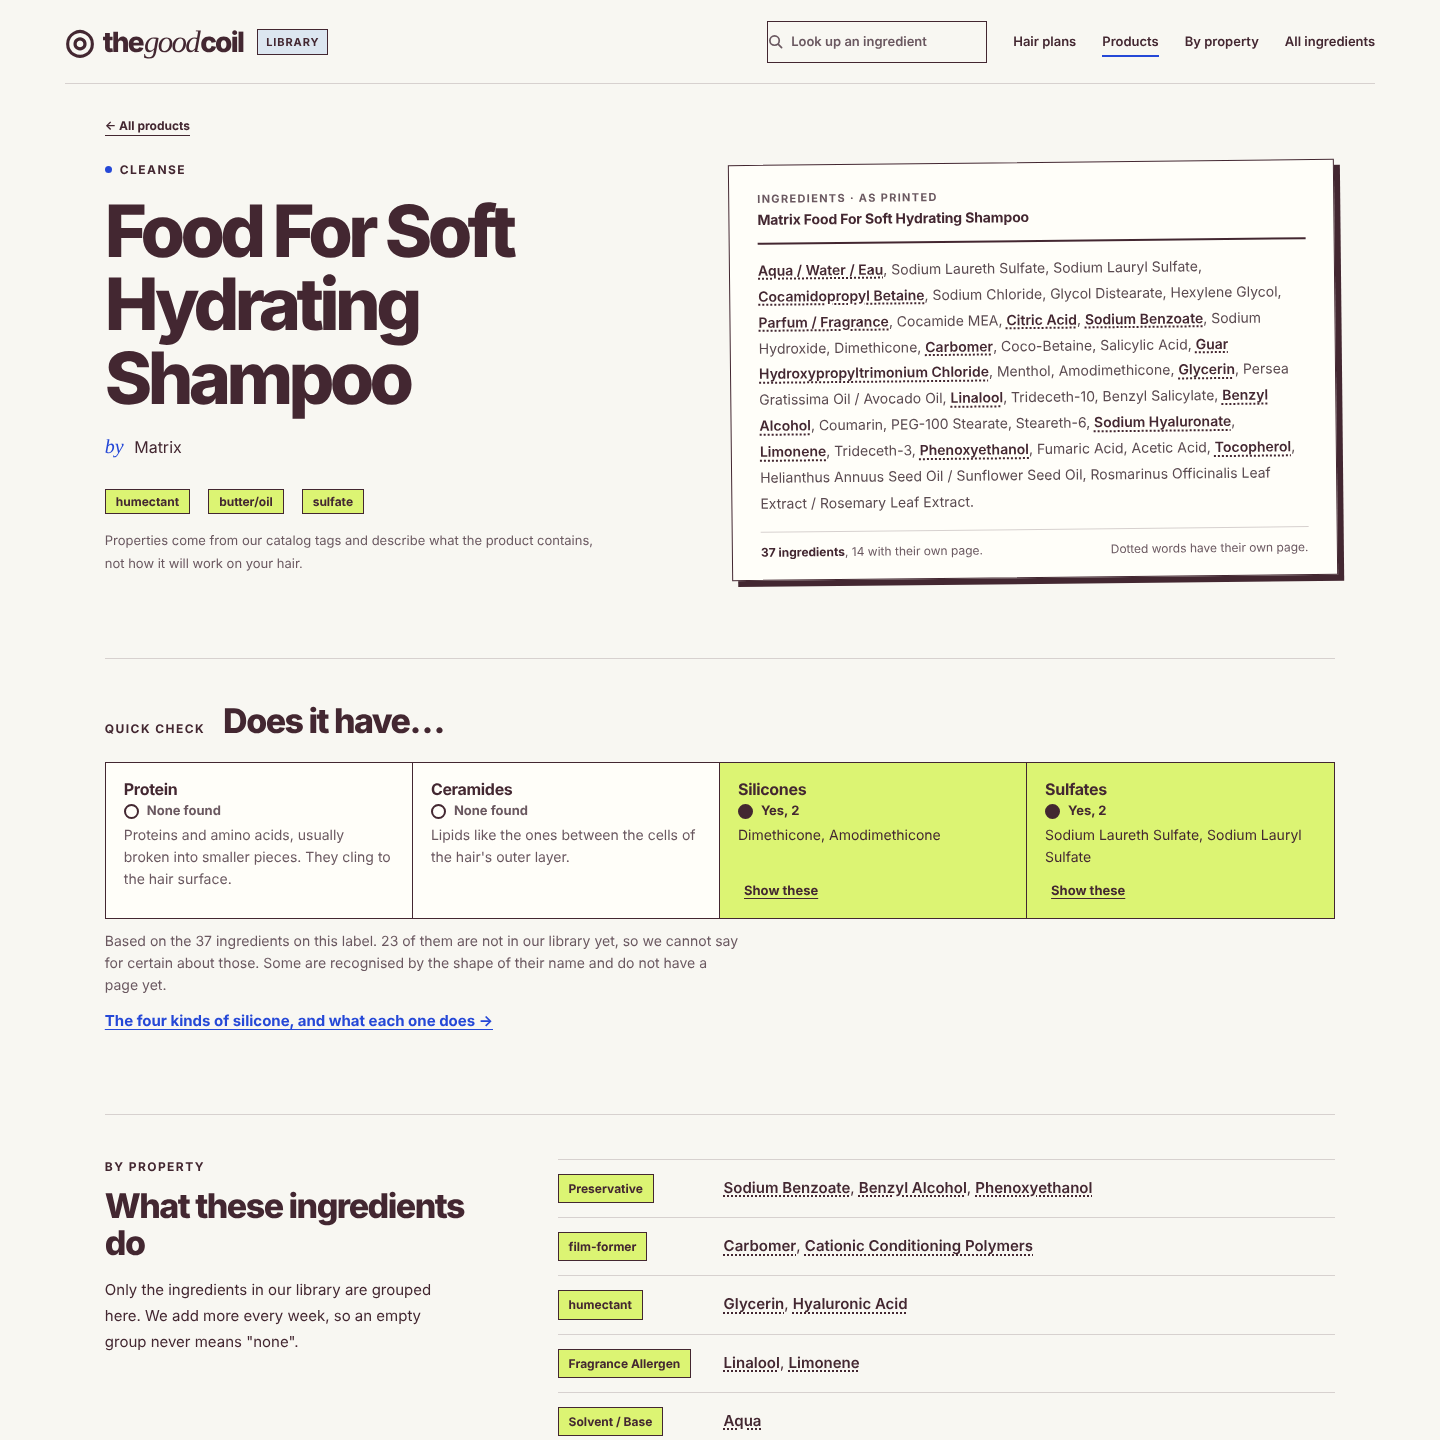 thegoodcoil LIBRARY
Look up an ingredient
Hair plans Products By property All ingredients
← All products
CLEANSE
Food For Soft
Hydrating
Shampoo
by Matrix
humectant butter/oil sulfate
Properties come from our catalog tags and describe what the product contains,
not how it will work on your hair.
INGREDIENTS · AS PRINTED
Matrix Food For Soft Hydrating Shampoo
Aqua / Water / Eau, Sodium Laureth Sulfate, Sodium Lauryl Sulfate,
Cocamidopropyl Betaine, Sodium Chloride, Glycol Distearate, Hexylene Glycol,
Parfum / Fragrance, Cocamide MEA, Citric Acid, Sodium Benzoate, Sodium
Hydroxide, Dimethicone, Carbomer, Coco-Betaine, Salicylic Acid, Guar
Hydroxypropyltrimonium Chloride, Menthol, Amodimethicone, Glycerin, Persea
Gratissima Oil / Avocado Oil, Linalool, Trideceth-10, Benzyl Salicylate, Benzyl
Alcohol, Coumarin, PEG-100 Stearate, Steareth-6, Sodium Hyaluronate,
Limonene, Trideceth-3, Phenoxyethanol, Fumaric Acid, Acetic Acid, Tocopherol,
Helianthus Annuus Seed Oil / Sunflower Seed Oil, Rosmarinus Officinalis Leaf
Extract / Rosemary Leaf Extract.
37 ingredients, 14 with their own page. Dotted words have their own page.
QUICK CHECK Does it have…
Protein
None found
Proteins and amino acids, usually
broken into smaller pieces. They cling to
the hair surface.
Ceramides
None found
Lipids like the ones between the cells of
the hair's outer layer.
Silicones
Yes, 2
Dimethicone, Amodimethicone
Show these
Sulfates
Yes, 2
Sodium Laureth Sulfate, Sodium Lauryl
Sulfate
Show these
Based on the 37 ingredients on this label. 23 of them are not in our library yet, so we cannot say
for certain about those. Some are recognised by the shape of their name and do not have a
page yet.
The four kinds of silicone, and what each one does →
BY PROPERTY
What these ingredients
do
Only the ingredients in our library are grouped
here. We add more every week, so an empty
group never means "none".
Preservative Sodium Benzoate, Benzyl Alcohol, Phenoxyethanol
film-former Carbomer, Cationic Conditioning Polymers
humectant Glycerin, Hyaluronic Acid
Fragrance Allergen Linalool, Limonene
Solvent / Base Aqua